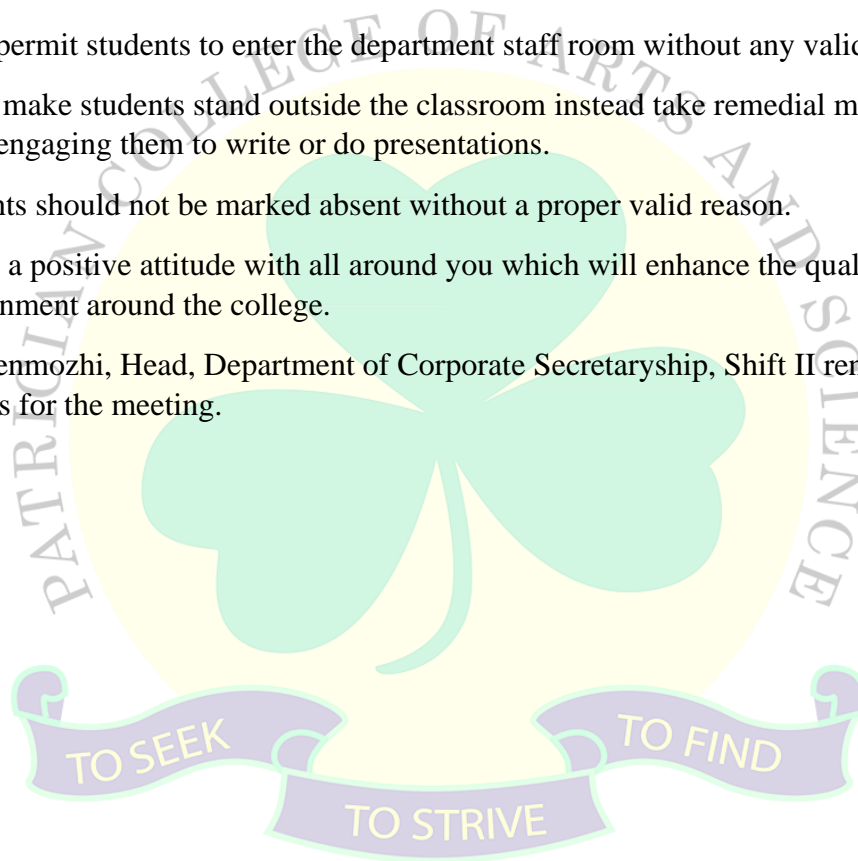 permit students to enter the department staff room without any valid
make students stand outside the classroom instead take remedial m
engaging them to write or do presentations.
nts should not be marked absent without a proper valid reason.
a positive attitude with all around you which will enhance the qual
nment around the college.
enmozhi, Head, Department of Corporate Secretaryship, Shift II ren
s for the meeting.
PATRICIAN COLLEGE OF ARTS AND SCIENCE
TO SEEK
TO STRIVE
TO FIND